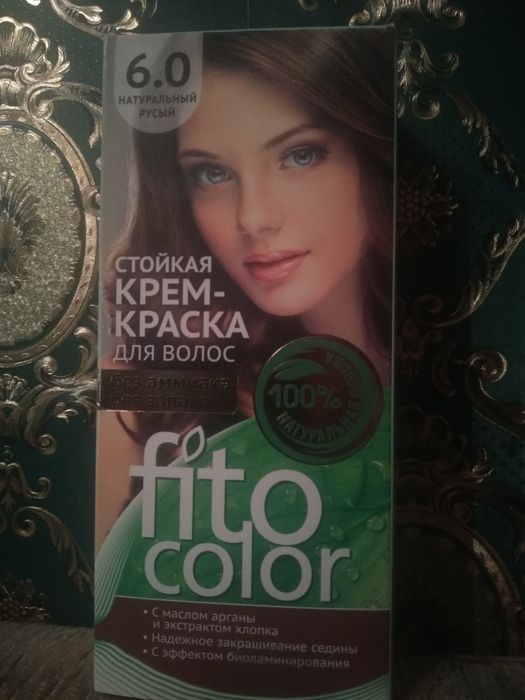 6.0
НАТУРАЛЬНЫЙ
РУСЫЙ
СТОЙКАЯ
КРЕМ-
КРАСКА
ДЛЯ ВОЛОС
без аммиака
без запаха
100%
НАТУРАЛЬНАЯ
fito
color
• С маслом арганы
и экстрактом хлопка
• Надежное закрашивание седины
• С эффектом биоламинирования